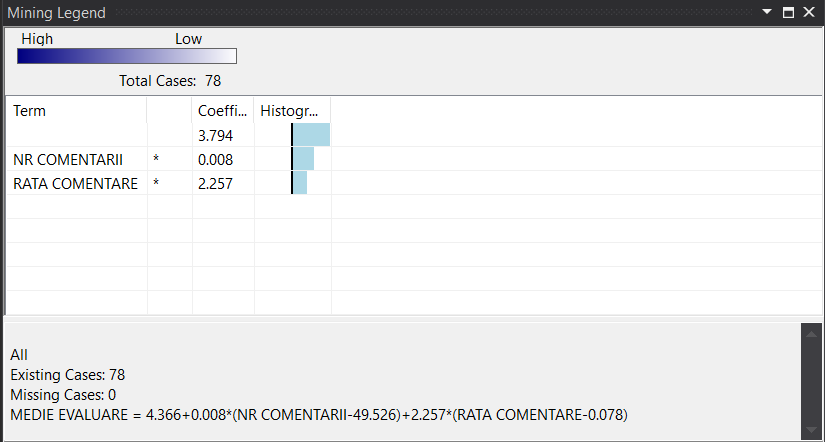 Mining Legend
High Low
Total Cases: 78
Term Coeffi... Histogr...
3.794
NR COMENTARII * 0.008
RATA COMENTARE * 2.257
All
Existing Cases: 78
Missing Cases: 0
MEDIE EVALUARE = 4.366+0.008*(NR COMENTARII-49.526)+2.257*(RATA COMENTARE-0.078)